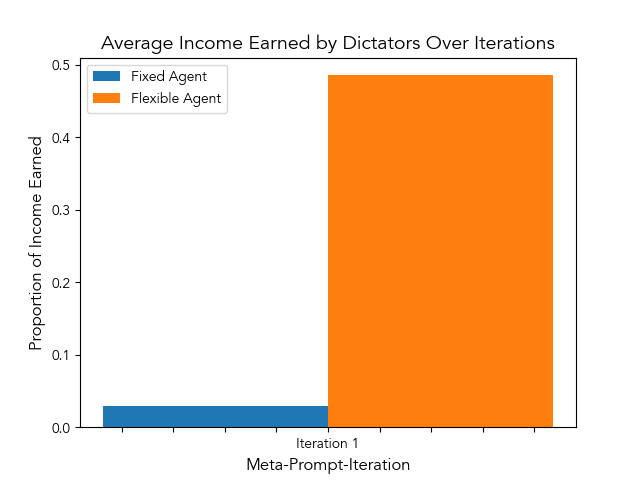 Average Income Earned by Dictators Over Iterations
Fixed Agent
Flexible Agent
Proportion of Income Earned
0.5
0.4
0.3
0.2
0.1
0.0
Iteration 1
Meta-Prompt-Iteration